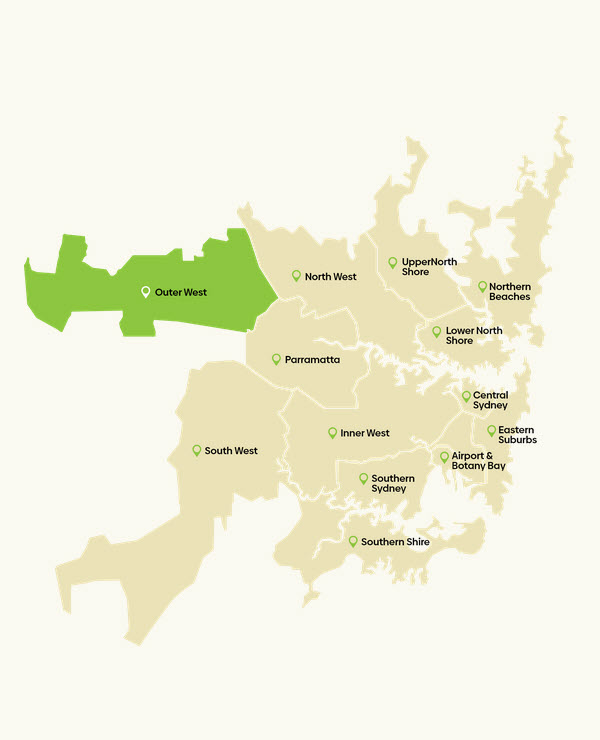 UpperNorth
Shore
North West
Northern
Beaches
Outer West
Lower North
Shore
Parramatta
Central
Sydney
Inner West
Eastern
Suburbs
South West
Airport &
Botany Bay
Southern
Sydney
Southern Shire